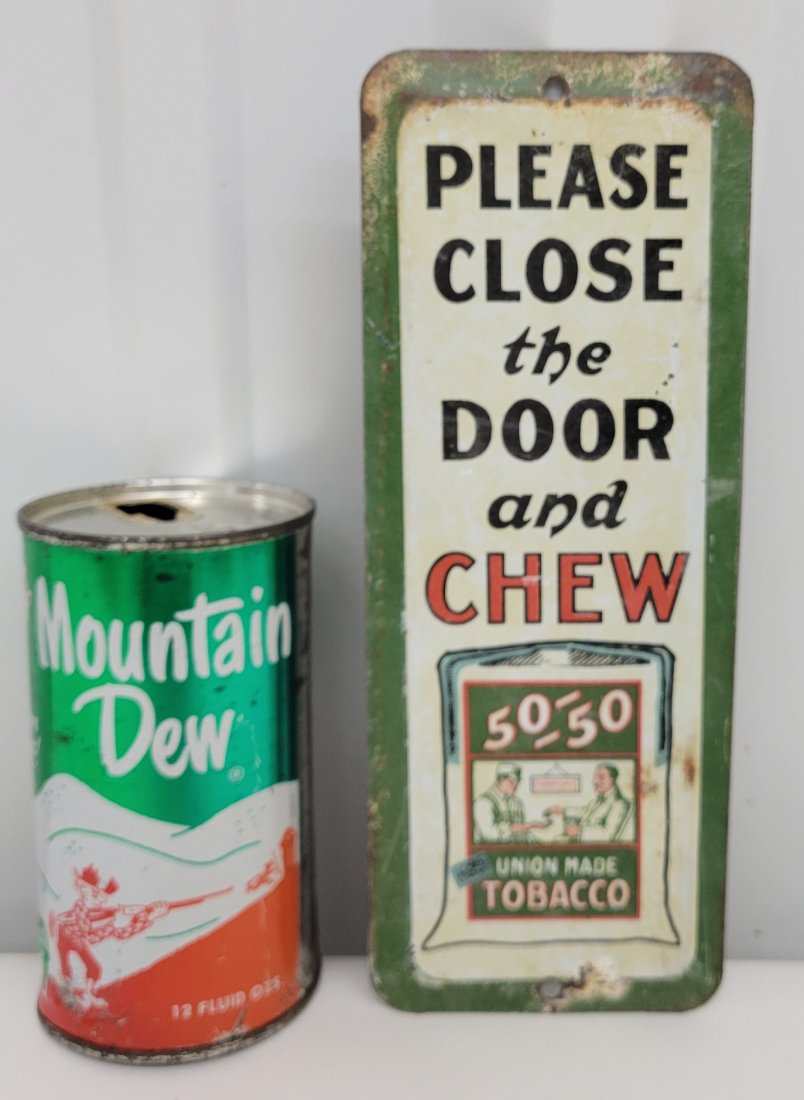 Mountain
Dew®
12 FLUID OZS
PLEASE
CLOSE
the
DOOR
and
CHEW
50-50
UNION MADE
TOBACCO